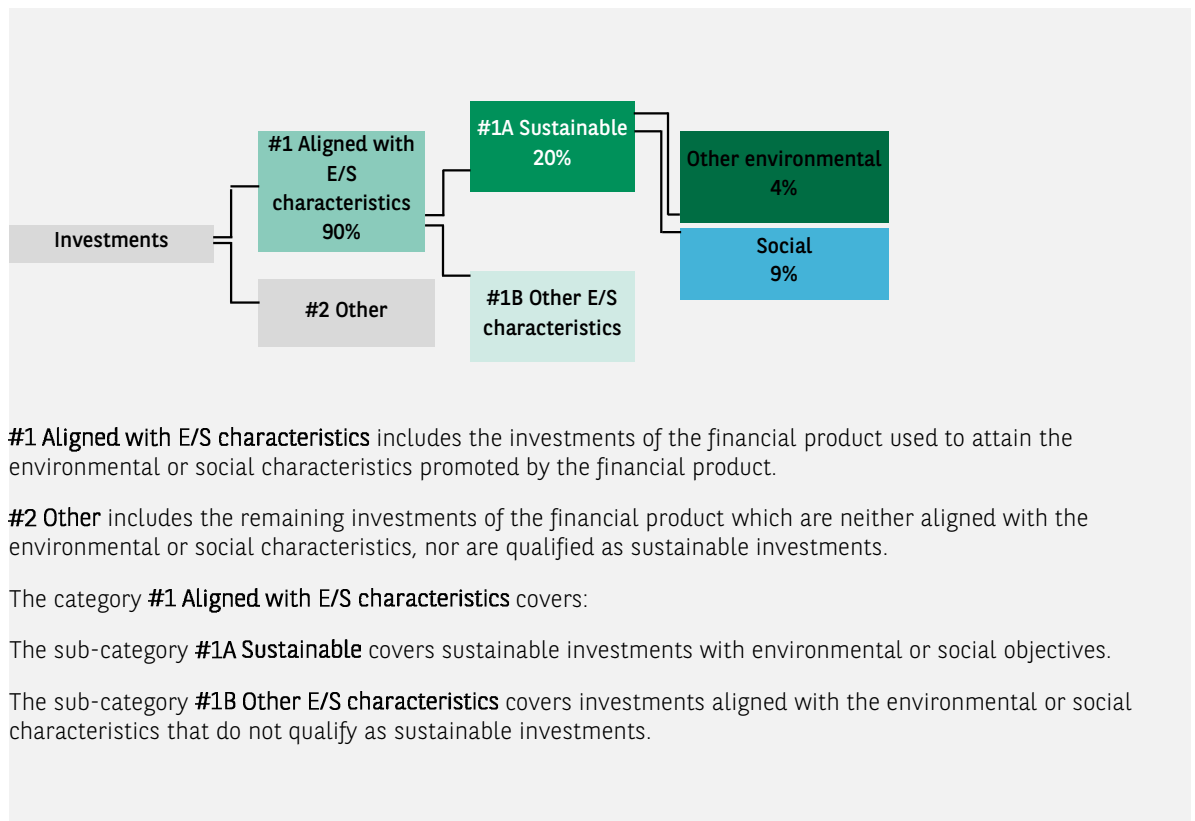 #1A Sustainable
20%
#1 Aligned with
E/S
characteristics
90%
Other environmental
4%
Investments
Social
9%
#2 Other
#1B Other E/S
characteristics
#1 Aligned with E/S characteristics includes the investments of the financial product used to attain the
environmental or social characteristics promoted by the financial product.
#2 Other includes the remaining investments of the financial product which are neither aligned with the
environmental or social characteristics, nor are qualified as sustainable investments.
The category #1 Aligned with E/S characteristics covers:
The sub-category #1A Sustainable covers sustainable investments with environmental or social objectives.
The sub-category #1B Other E/S characteristics covers investments aligned with the environmental or social
characteristics that do not qualify as sustainable investments.